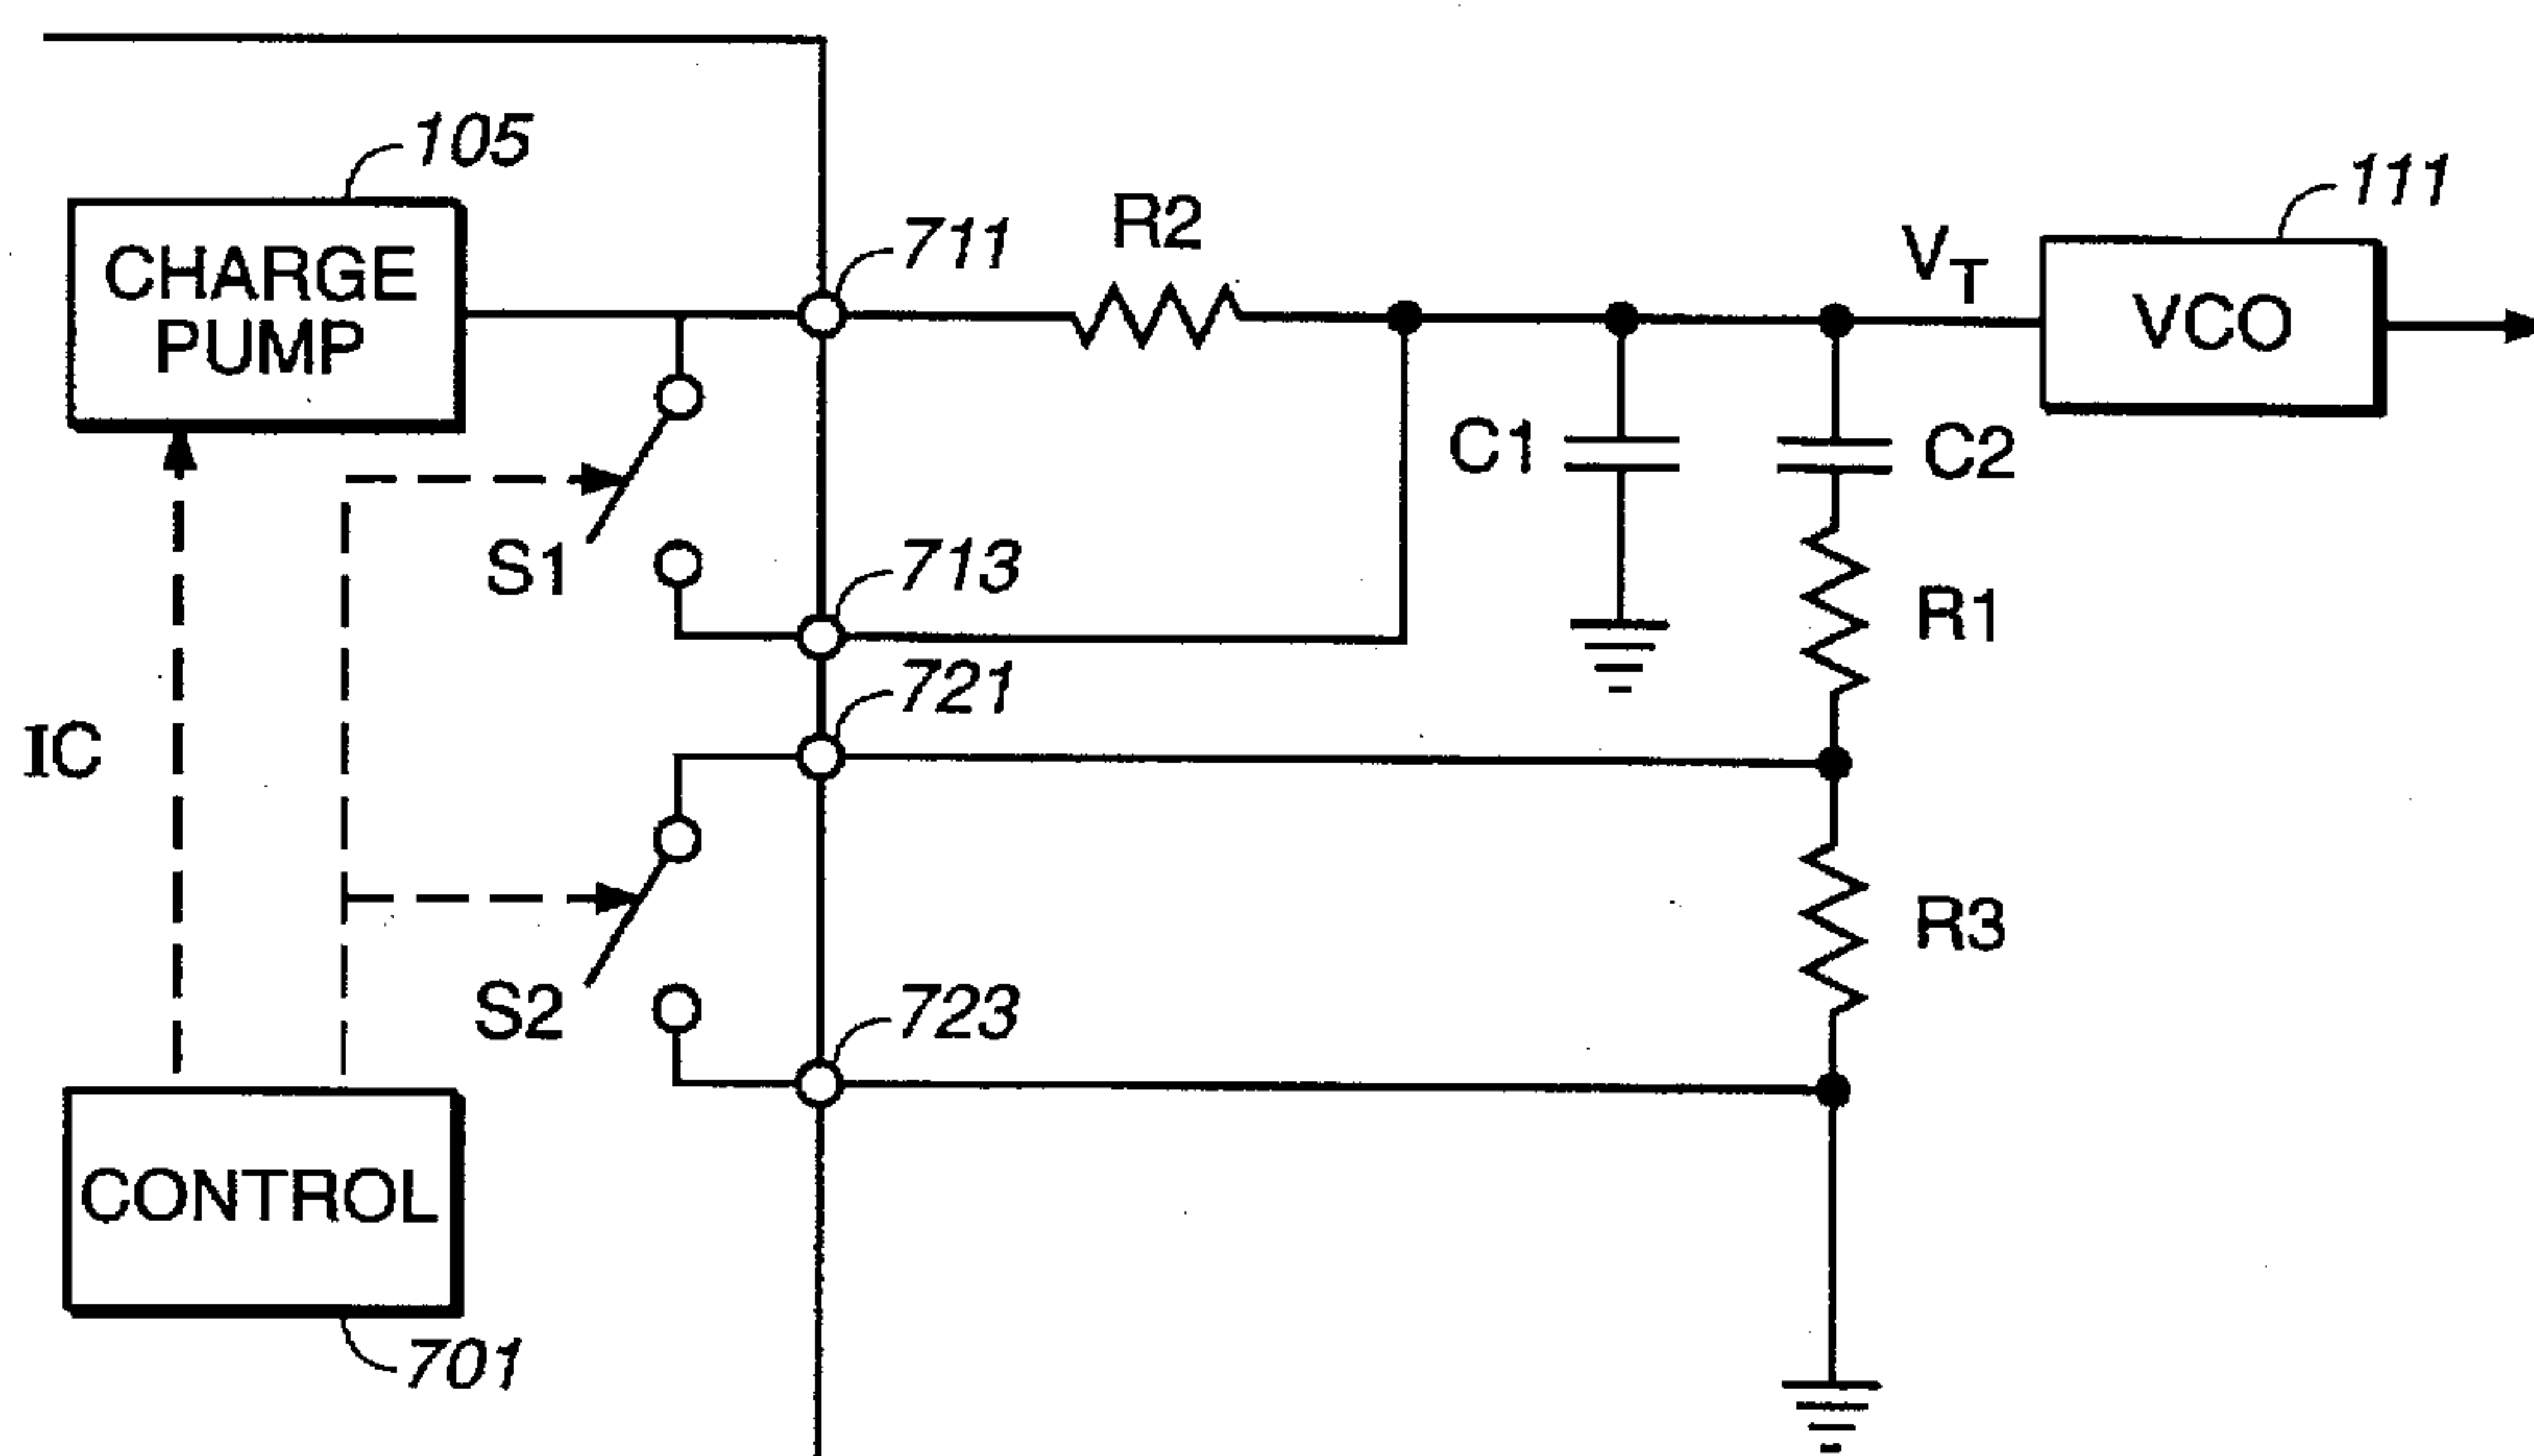 105
CHARGE
PUMP
711
R2
V_T
111
VCO
S1
C1
C2
713
R1
721
IC
S2
R3
723
CONTROL
701